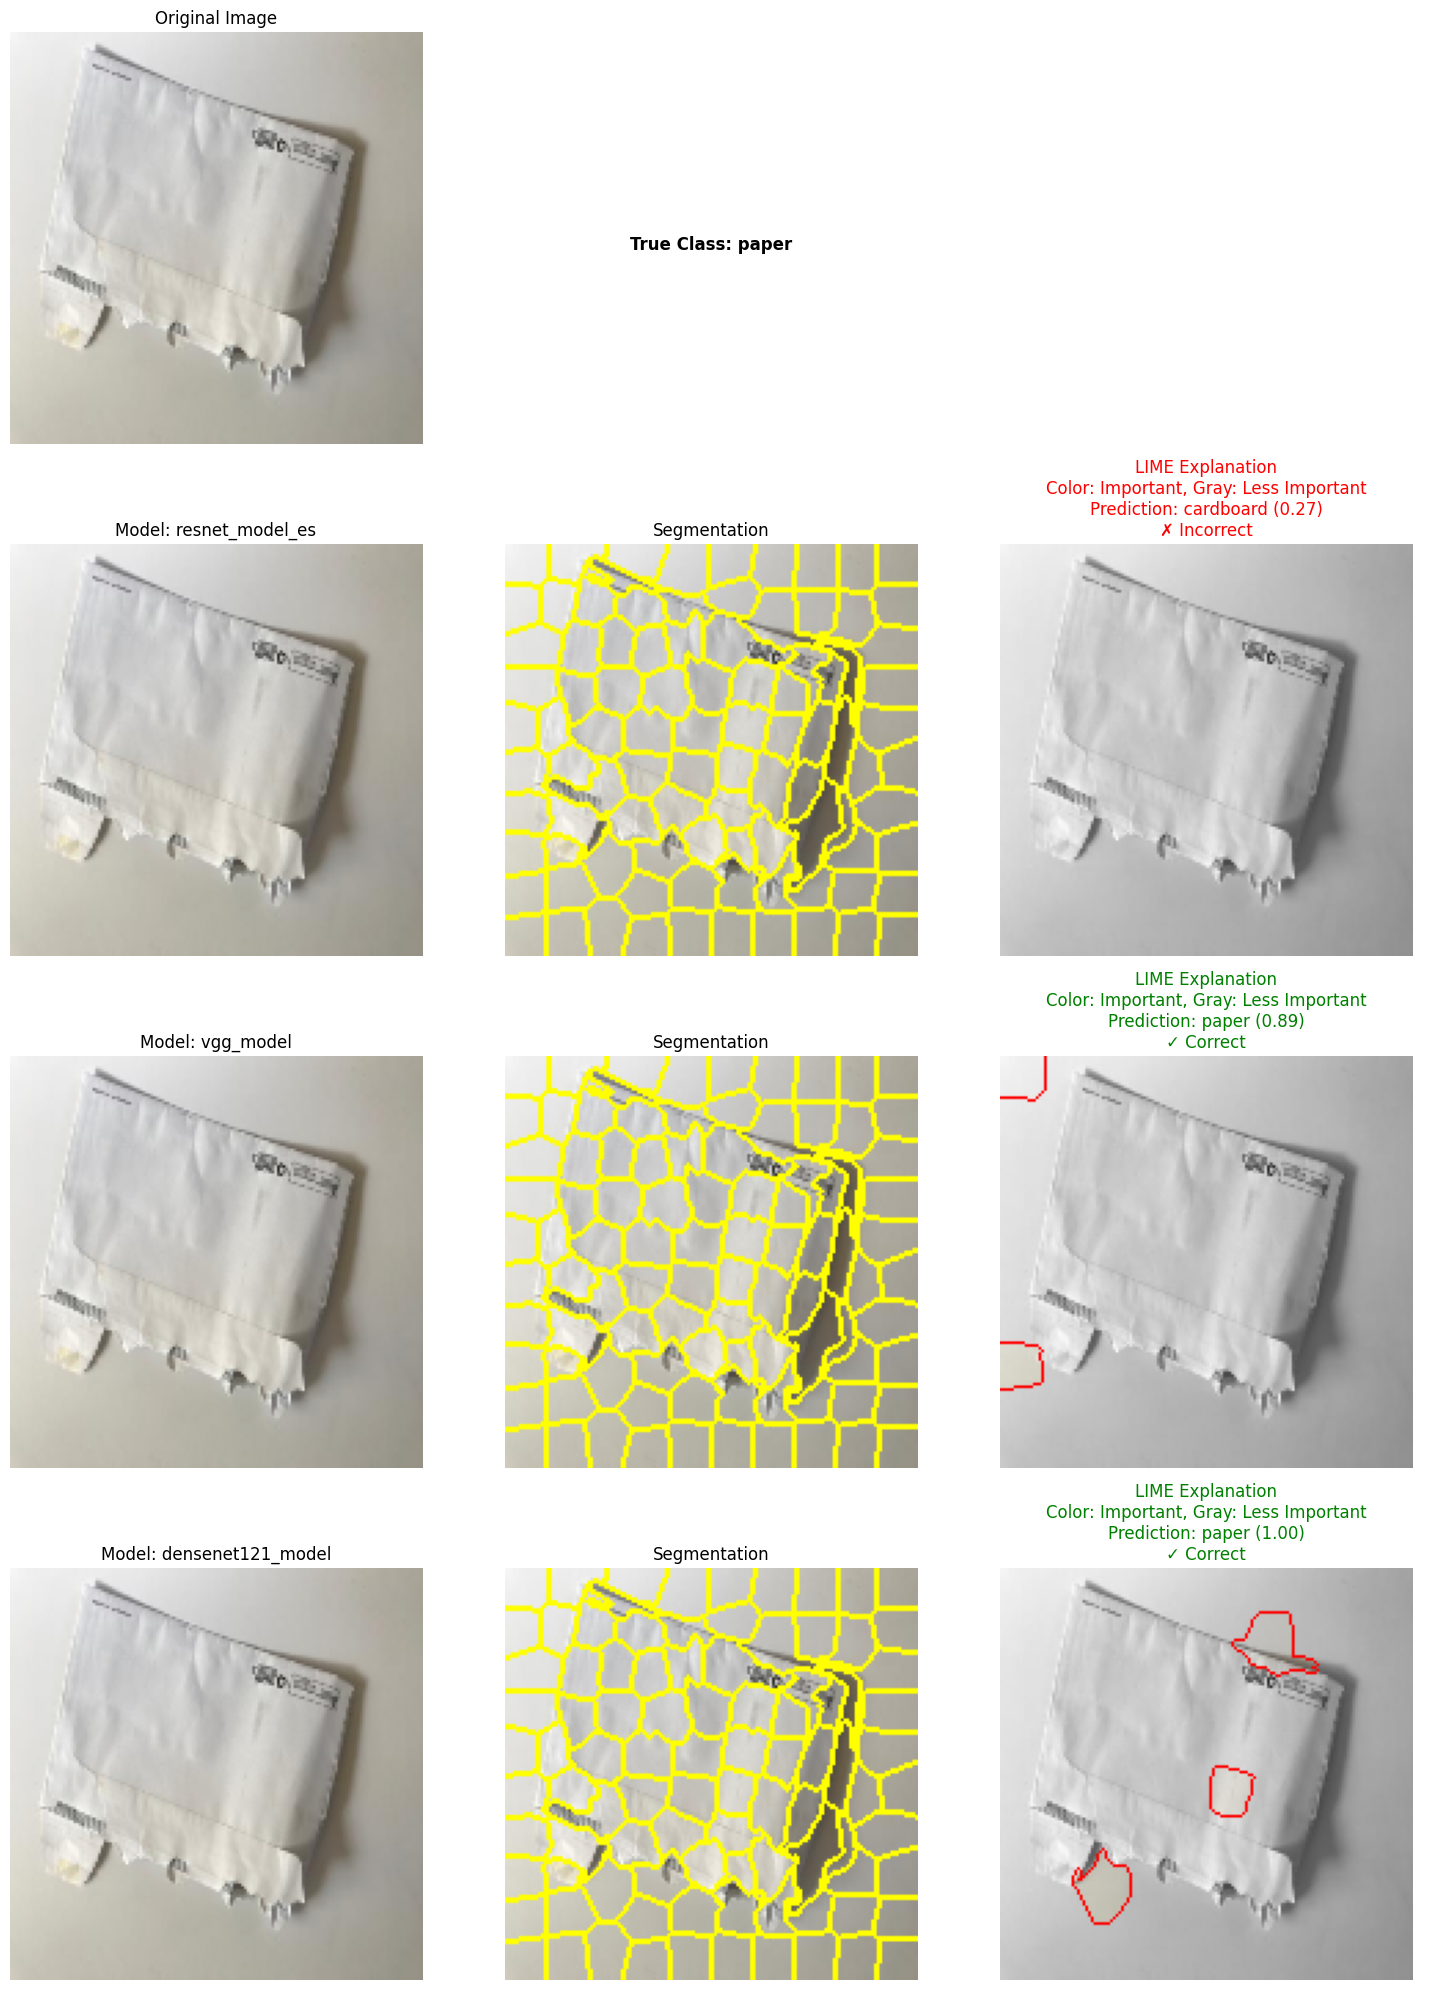 Original Image
True Class: paper
Model: resnet_model_es
Segmentation
LIME Explanation
Color: Important, Gray: Less Important
Prediction: cardboard (0.27)
✗ Incorrect
Model: vgg_model
Segmentation
LIME Explanation
Color: Important, Gray: Less Important
Prediction: paper (0.89)
✓ Correct
Model: densenet121_model
Segmentation
LIME Explanation
Color: Important, Gray: Less Important
Prediction: paper (1.00)
✓ Correct